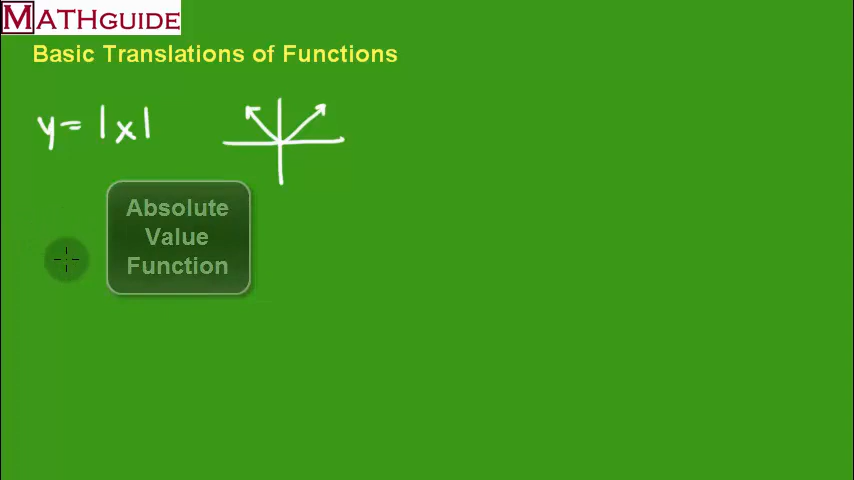 MATHGUIDE
Basic Translations of Functions
y = |x|
Absolute
Value
Function